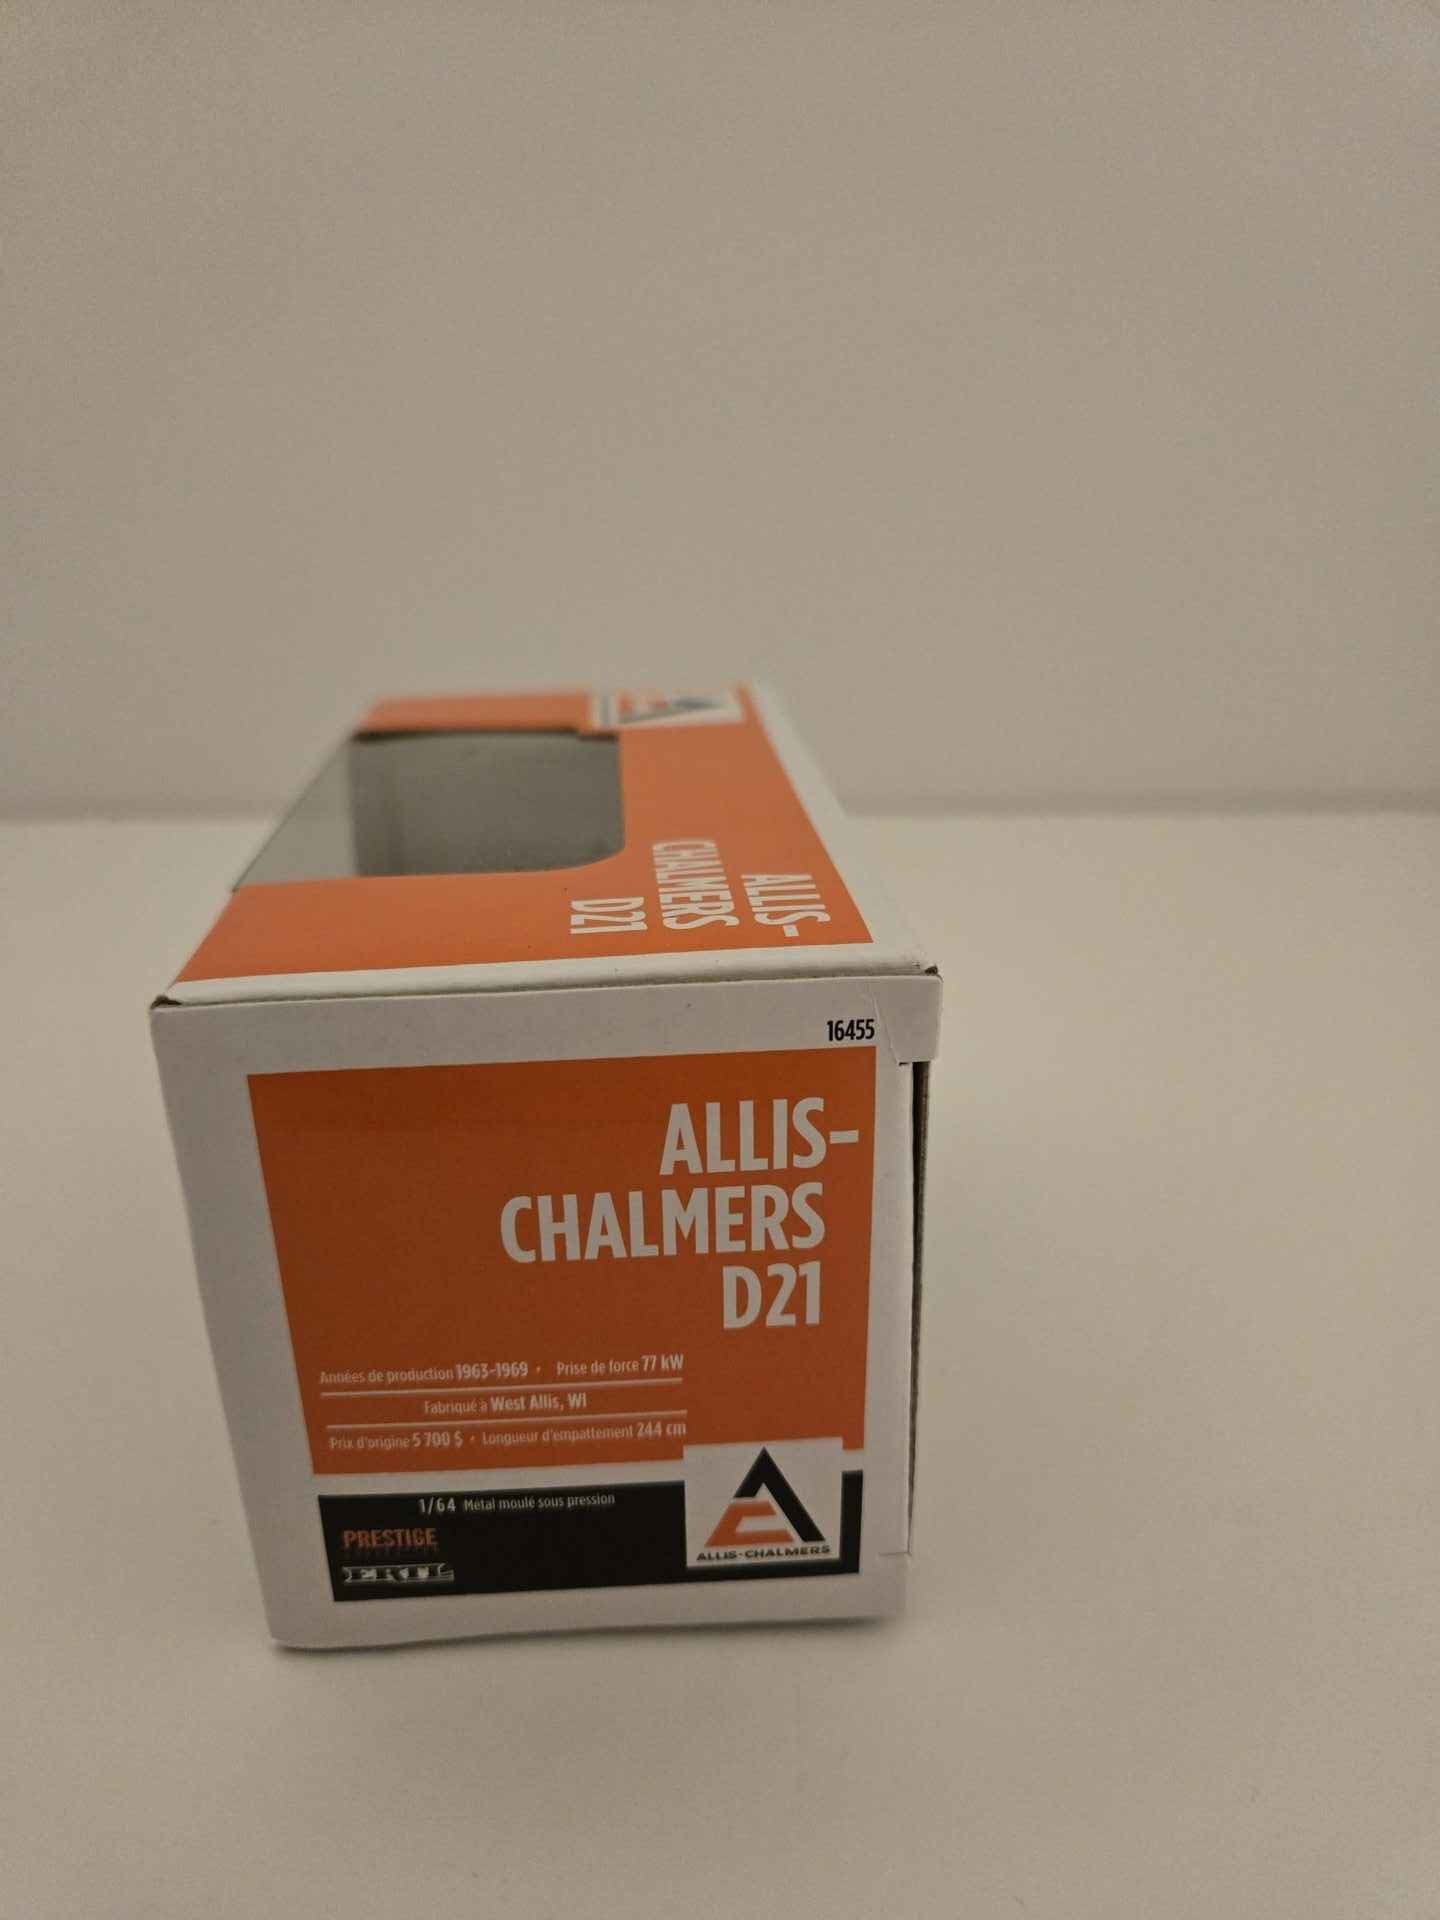 ALLIS-
CHALMERS
D21
16455
ALLIS-
CHALMERS
D21
Années de production 1963-1969 • Prise de force 77 kW
Fabriqué à West Allis, WI
Prix d'origine 5 700 $ • Longueur d'empattement 244 cm
1/64 Métal moulé sous pression
PRESTIGE
ERTL
ALLIS-CHALMERS